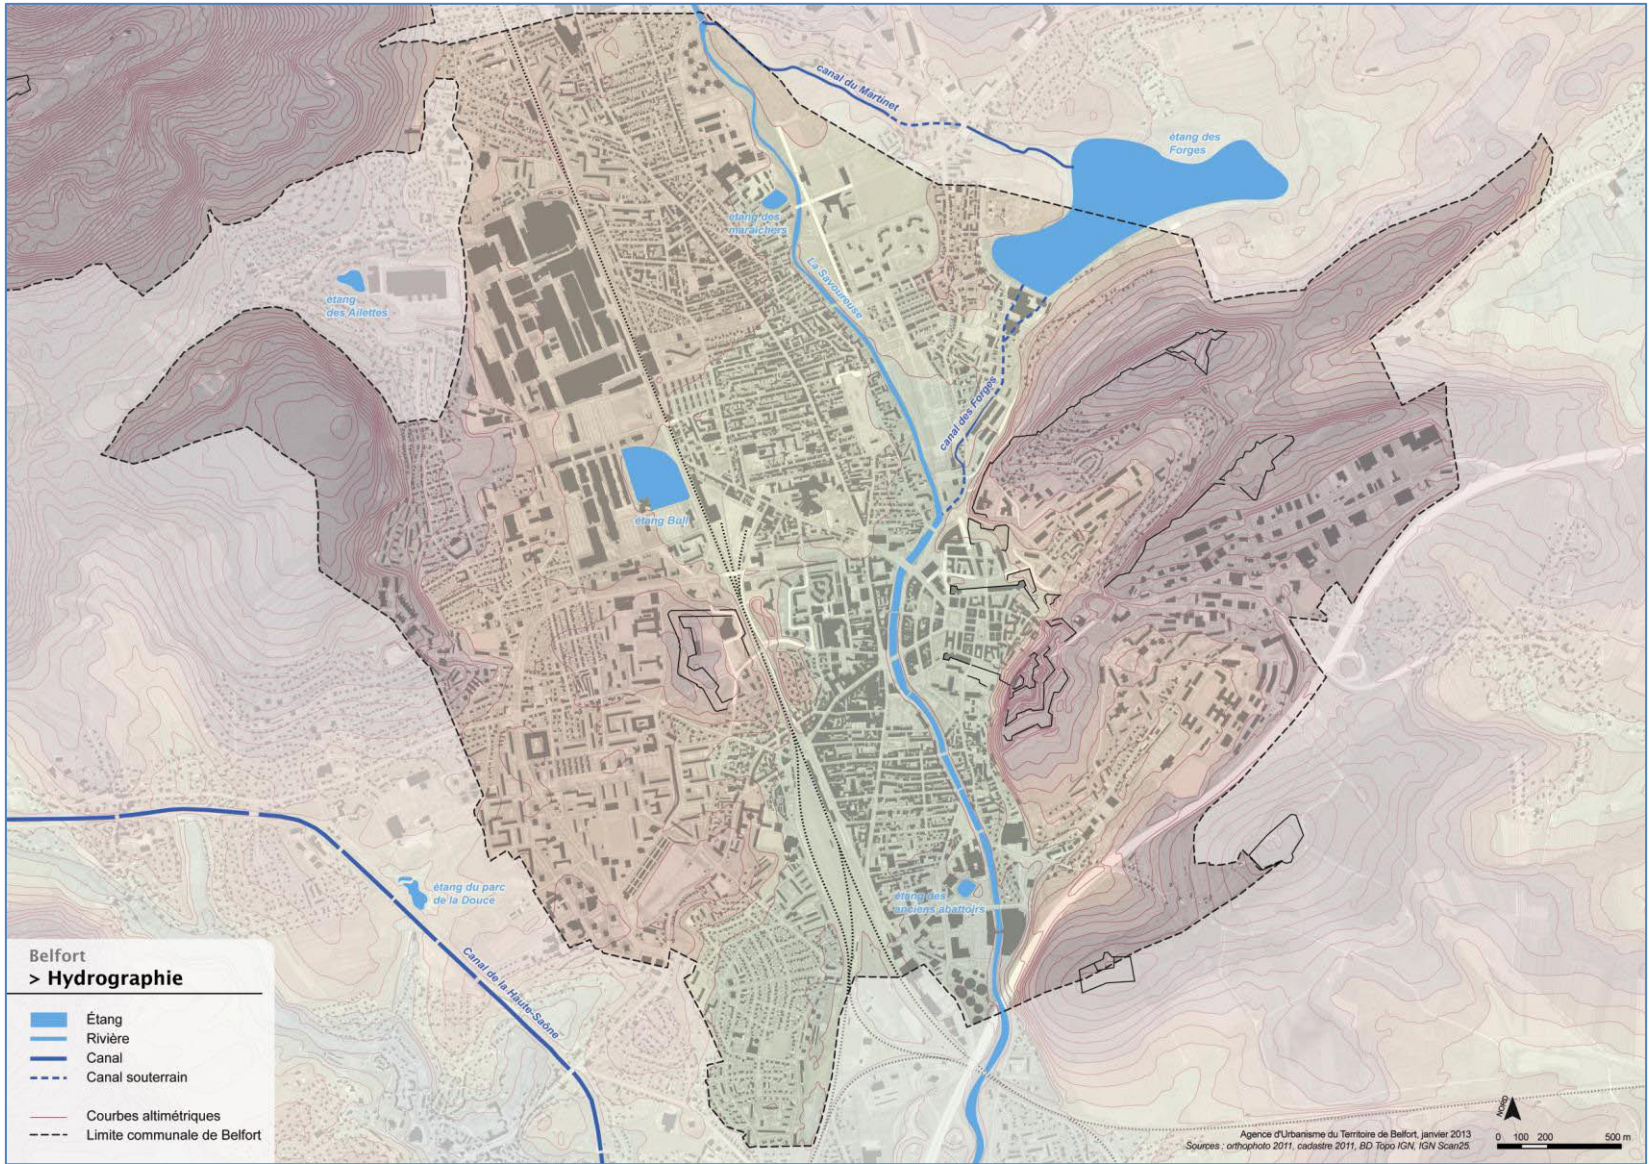 canal du Martinet
étang des
Forges
étang des
maraîchers
La Savoureuse
étang
des Ailettes
canal des Forges
étang Bull
étang du parc
de la Douce
étang des
anciens abattoirs
Canal de la Haute-Saône
Belfort
> Hydrographie
Étang
Rivière
Canal
Canal souterrain
Courbes altimétriques
Limite communale de Belfort
NORD
Agence d'Urbanisme du Territoire de Belfort, janvier 2013
Sources : orthophoto 2011, cadastre 2011, BD Topo IGN, IGN Scan25.
0 100 200 500 m